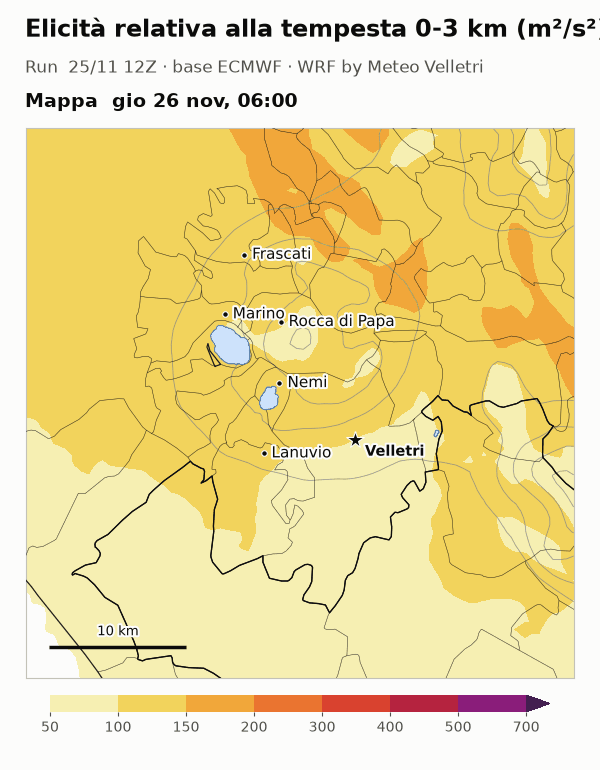 Elicità relativa alla tempesta 0-3 km (m²/s²)
Run  25/11 12Z · base ECMWF · WRF by Meteo Velletri
Mappa  gio 26 nov, 06:00
Frascati
Marino
Rocca di Papa
Nemi
Lanuvio
Velletri
10 km
50 100 150 200 300 400 500 700